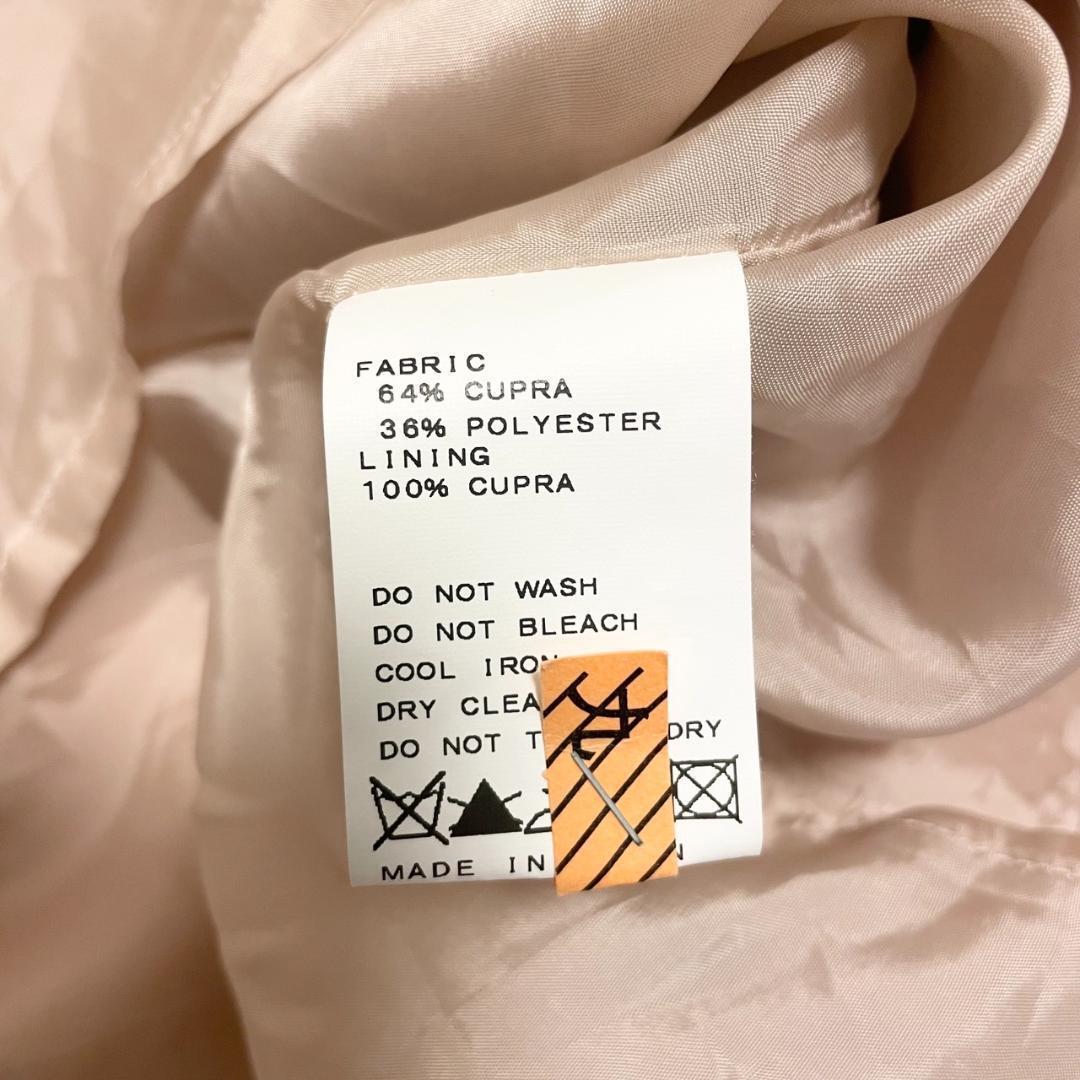 FABRIC
64% CUPRA
36% POLYESTER
LINING
100% CUPRA
DO NOT WASH
DO NOT BLEACH
COOL IRON
DRY CLEA
DO NOT T DRY
MADE IN